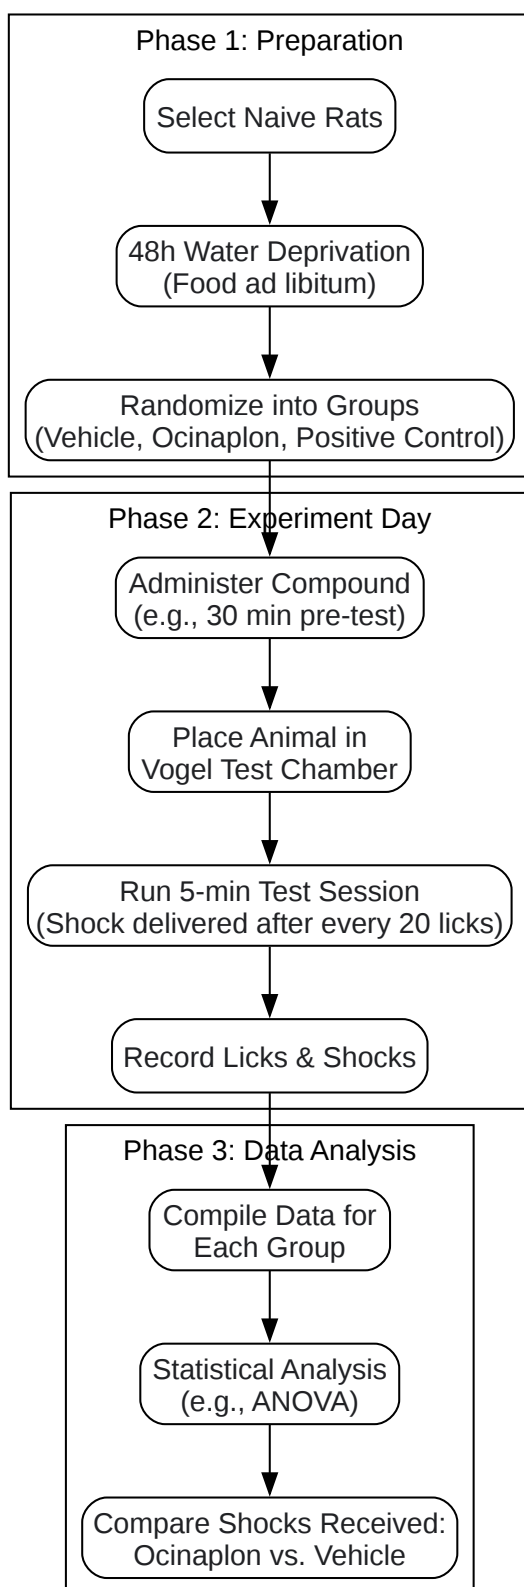 Phase 1: Preparation
Select Naive Rats
48h Water Deprivation
(Food ad libitum)
Randomize into Groups
(Vehicle, Ocinaplon, Positive Control)
Phase 2: Experiment Day
Administer Compound
(e.g., 30 min pre-test)
Place Animal in
Vogel Test Chamber
Run 5-min Test Session
(Shock delivered after every 20 licks)
Record Licks & Shocks
Phase 3: Data Analysis
Compile Data for
Each Group
Statistical Analysis
(e.g., ANOVA)
Compare Shocks Received:
Ocinaplon vs. Vehicle